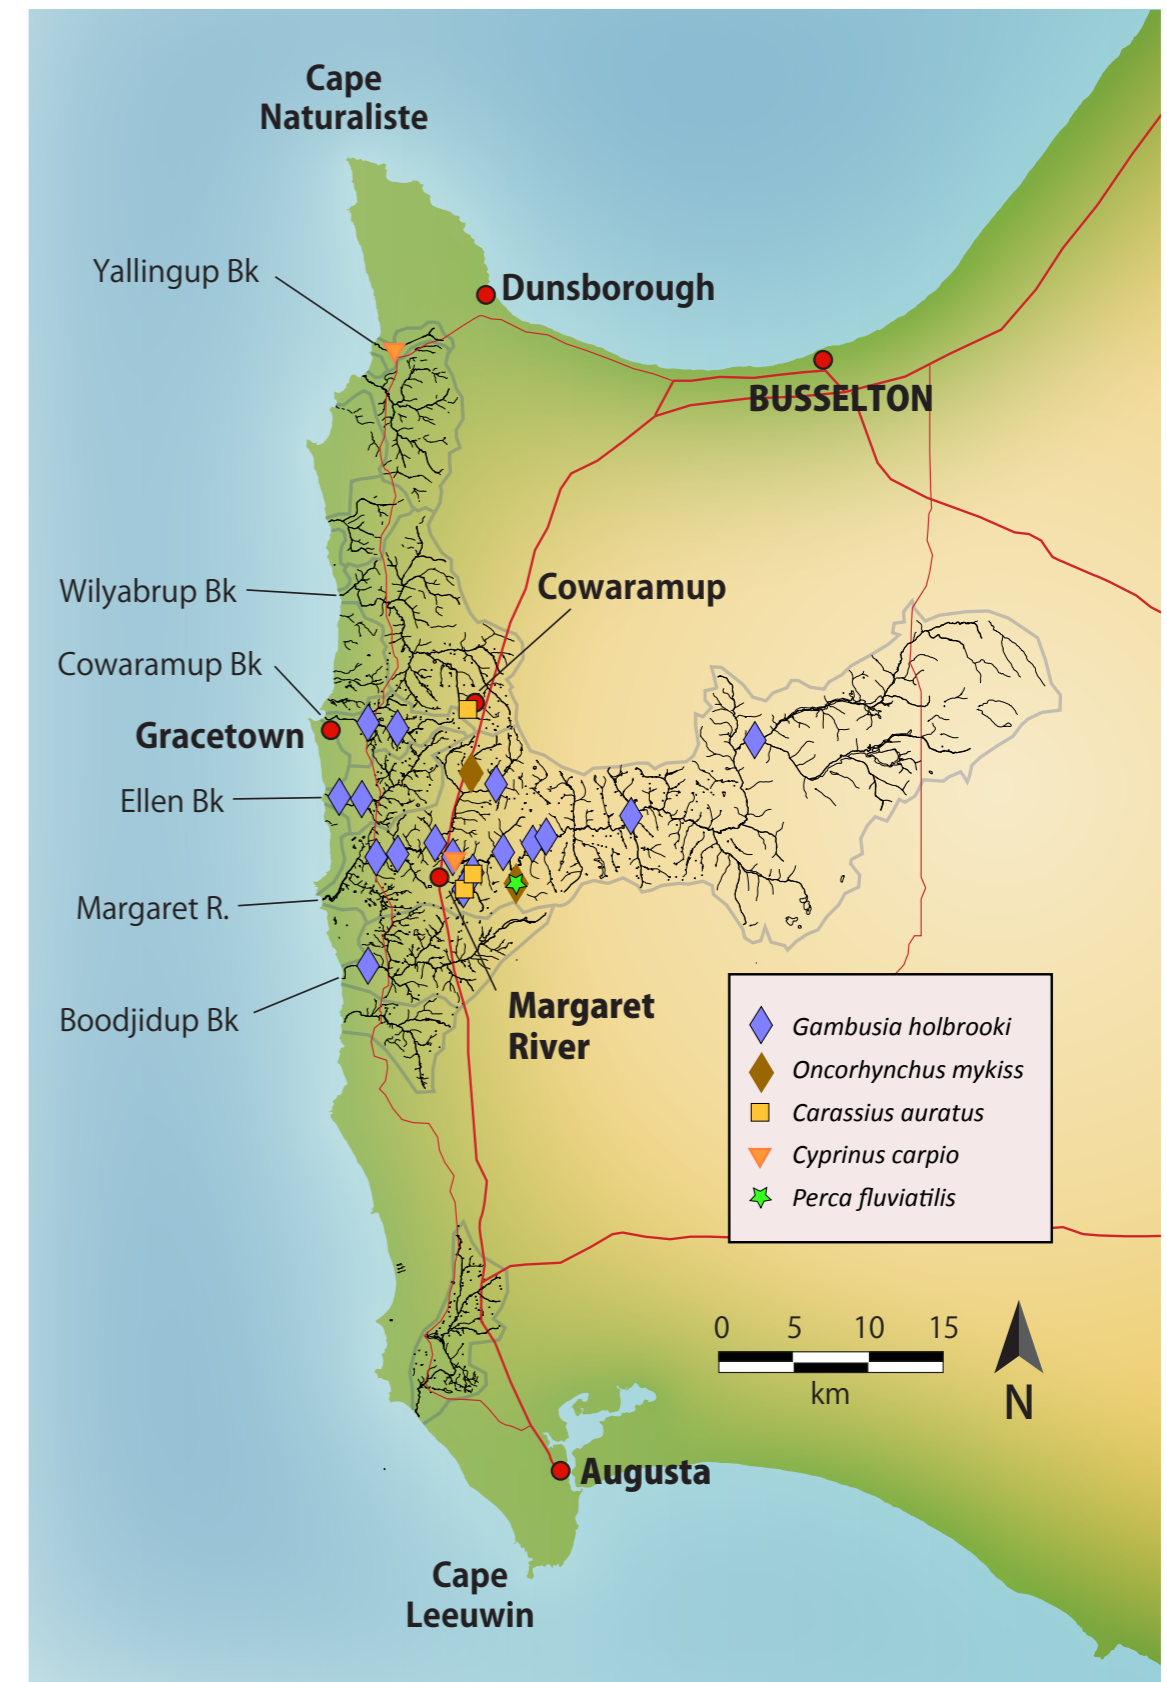 Cape
Naturaliste
Yallingup Bk
Dunsborough
BUSSELTON
Wilyabrup Bk
Cowaramup
Cowaramup Bk
Gracetown
Ellen Bk
Margaret R.
Boodjidup Bk
Margaret
River
Gambusia holbrooki
Oncorhynchus mykiss
Carassius auratus
Cyprinus carpio
Perca fluviatilis
0 5 10 15
km
N
Augusta
Cape
Leeuwin